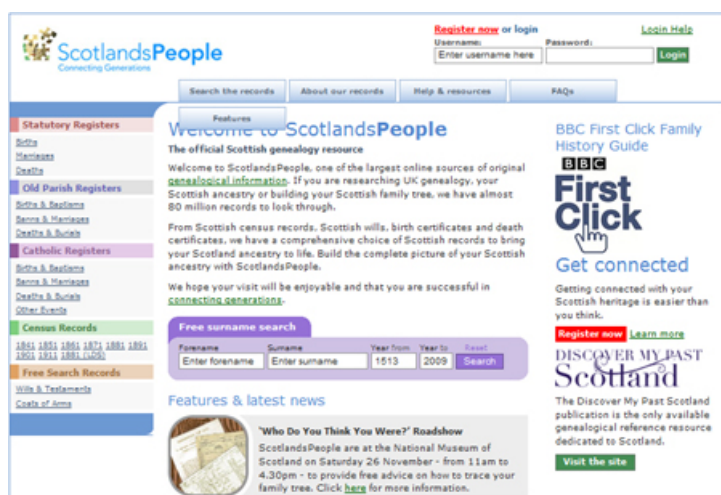 Register now or login
Login Help
Username:
Password:
Enter username here
Login
ScotlandsPeople
Connecting Generations
Search the records
About our records
Help & resources
FAQs
Features
Statutory Registers
Births
Marriages
Deaths
Old Parish Registers
Births & Baptisms
Banns & Marriages
Deaths & Burials
Catholic Registers
Births & Baptisms
Banns & Marriages
Deaths & Burials
Other Events
Census Records
1841 1851 1861 1871 1881 1891
1901 1911 1881 (LDS)
Free Search Records
Wills & Testaments
Coats of Arms
Welcome to ScotlandsPeople
The official Scottish genealogy resource
Welcome to ScotlandsPeople, one of the largest online sources of original
genealogical information. If you are researching UK genealogy, your
Scottish ancestry or building your Scottish family tree, we have almost
80 million records to look through.
From Scottish census records, Scottish wills, birth certificates and death
certificates, we have a comprehensive choice of Scottish records to bring
your Scotland ancestry to life. Build the complete picture of your Scottish
ancestry with ScotlandsPeople.
We hope your visit will be enjoyable and that you are successful in
connecting generations.
Free surname search
Forename
Surname
Year from
Year to
Reset
Enter forename
Enter surname
1513
2009
Search
Features & latest news
'Who Do You Think You Were?' Roadshow
ScotlandsPeople are at the National Museum of
Scotland on Saturday 26 November - from 11am to
4.30pm - to provide free advice on how to trace your
family tree. Click here for more information.
BBC First Click Family
History Guide
BBC
First
Click
Get connected
Getting connected with your
Scottish heritage is easier than
you think.
Register now Learn more
DISCOVER MY PAST
Scotland
The Discover My Past Scotland
publication is the only available
genealogical reference resource
dedicated to Scotland.
Visit the site